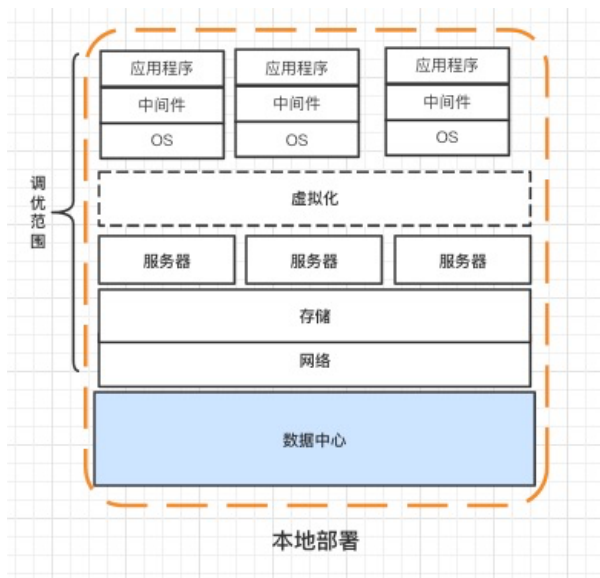 应用程序 应用程序 应用程序
中间件 中间件 中间件
OS OS OS
调优范围
虚拟化
服务器 服务器 服务器
存储
网络
数据中心
本地部署